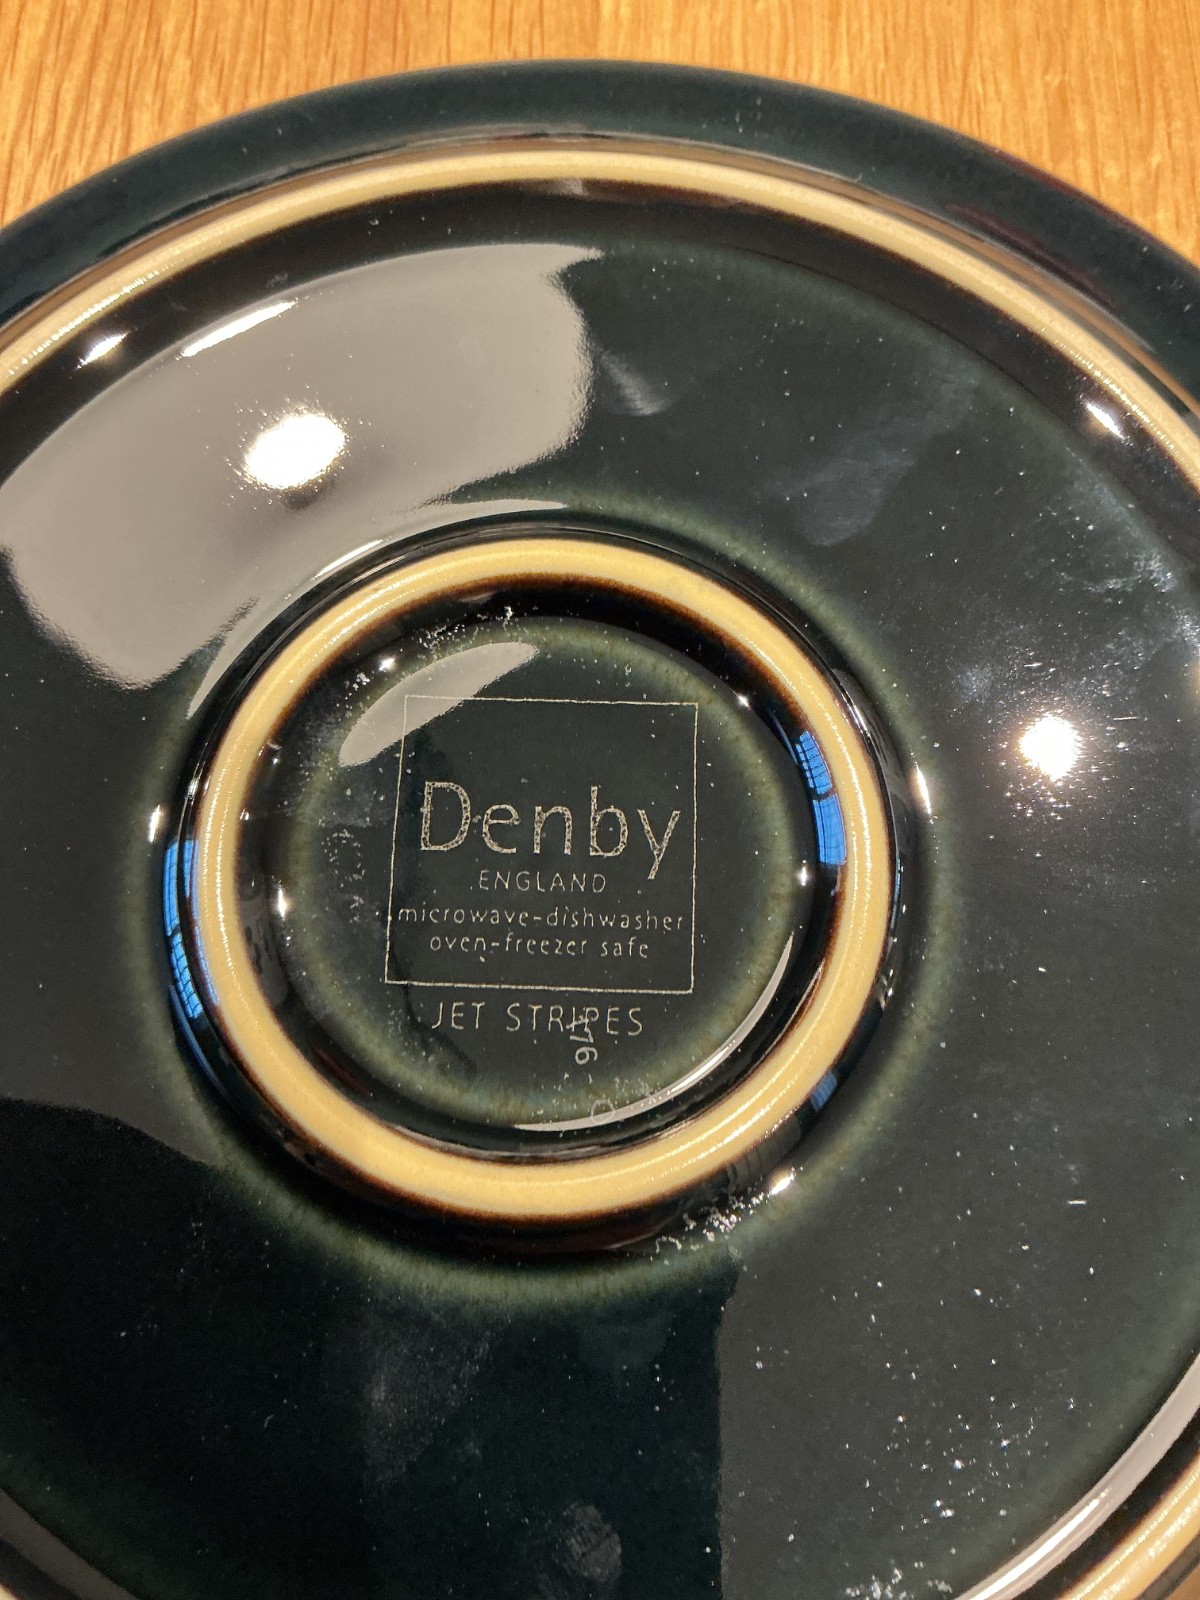 Denby
ENGLAND
microwave-dishwasher
oven-freezer safe
JET STRIPES